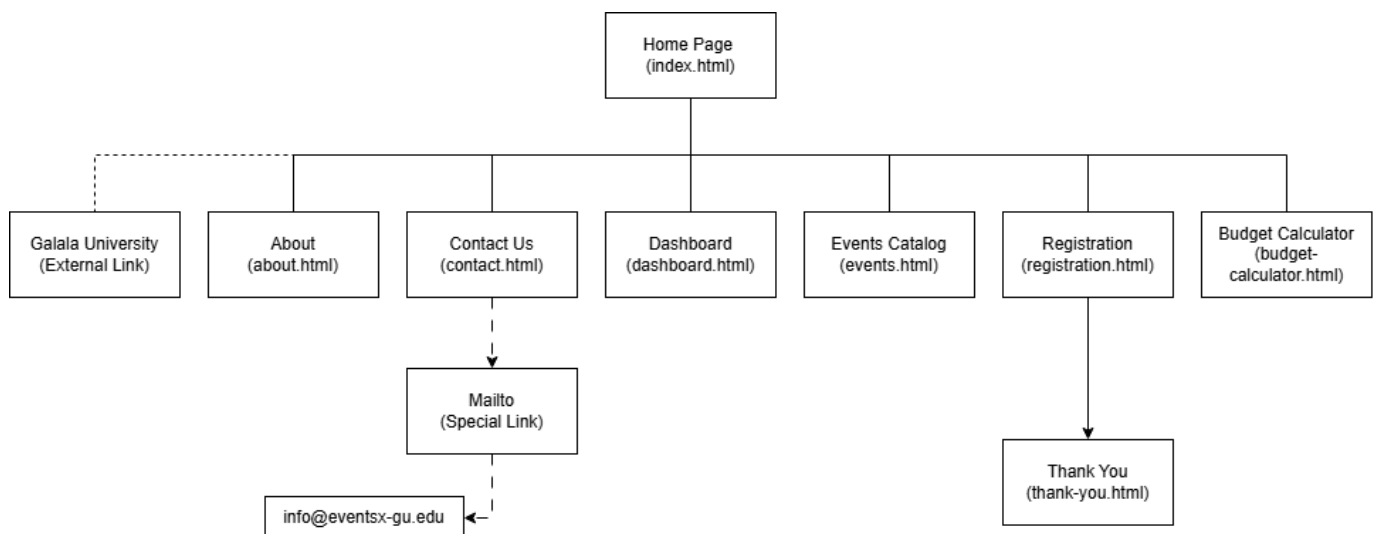 Home Page
(index.html)
Galala University
(External Link)
About
(about.html)
Contact Us
(contact.html)
Dashboard
(dashboard.html)
Events Catalog
(events.html)
Registration
(registration.html)
Budget Calculator
(budget-
calculator.html)
Mailto
(Special Link)
Thank You
(thank-you.html)
info@eventsx-gu.edu